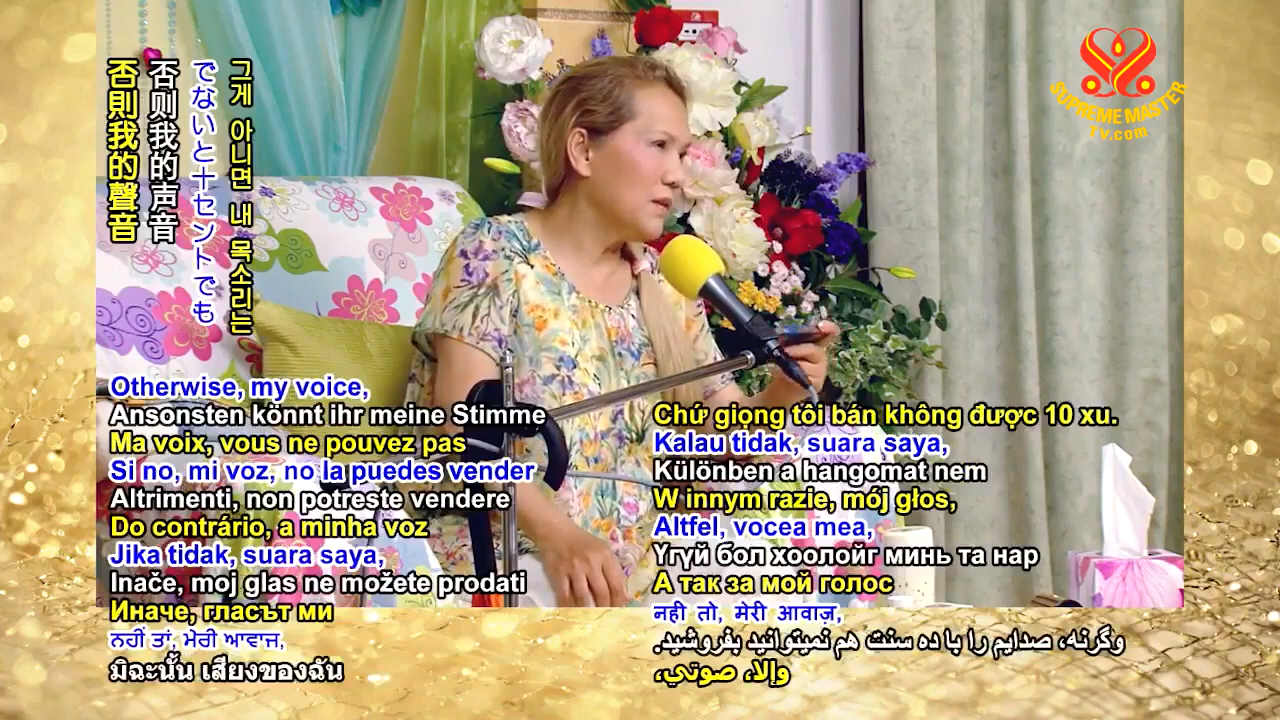 否則我的聲音
否则我的声音
でないと十セントでも
그게 아니면 내 목소리는
SUPREME MASTER
TV.com
Otherwise, my voice,
Ansonsten könnt ihr meine Stimme
Ma voix, vous ne pouvez pas
Si no, mi voz, no la puedes vender
Altrimenti, non potreste vendere
Do contrário, a minha voz
Jika tidak, suara saya,
Inače, moj glas ne možete prodati
Иначе, гласът ми
ਨਹੀਂ ਤਾਂ, ਮੇਰੀ ਆਵਾਜ,
มิฉะนั้น เสียงของฉัน
Chứ giọng tôi bán không được 10 xu.
Kalau tidak, suara saya,
Különben a hangomat nem
W innym razie, mój głos,
Altfel, vocea mea,
Үгүй бол хоолойг минь та нар
А так за мой голос
नही तो, मेरी आवाज़,
وگرنه، صدایم را با ده سنت هم نمیتوانید بفروشید.
وإلا، صوتي،